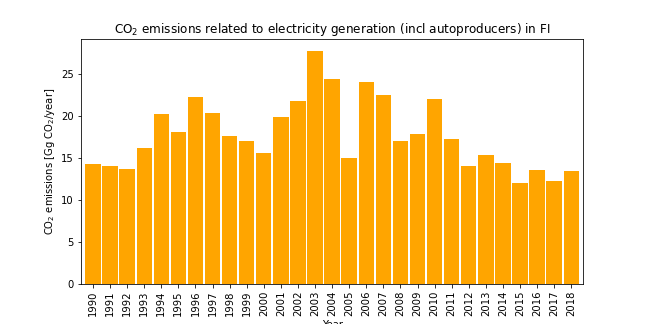 CO₂ emissions related to electricity generation (incl autoproducers) in FI
CO₂ emissions [Gg CO₂/year]
25
20
15
10
5
0
1990 1991 1992 1993 1994 1995 1996 1997 1998 1999 2000 2001 2002 2003 2004 2005 2006 2007 2008 2009 2010 2011 2012 2013 2014 2015 2016 2017 2018
Year